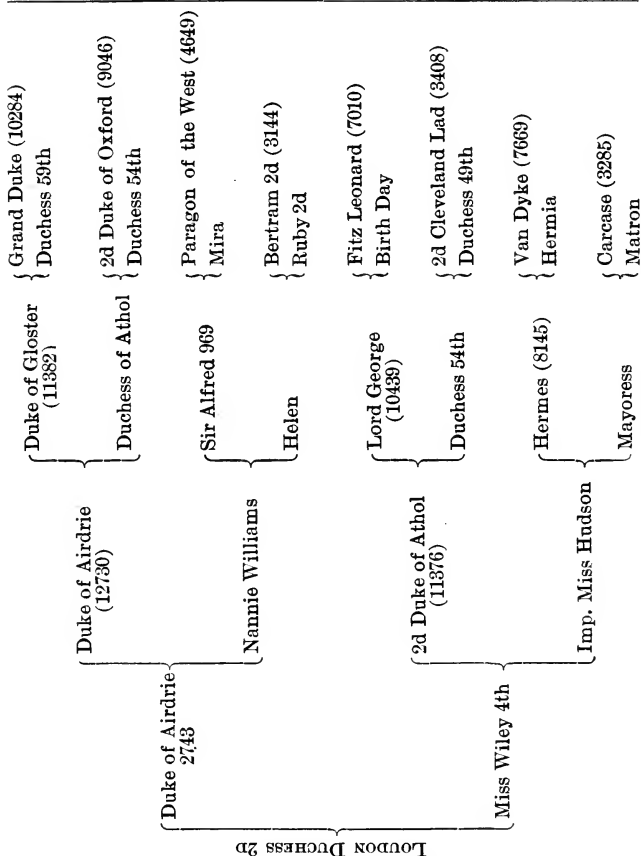 LOUDON DUCHESS 2D
Duke of Airdrie
2743
Miss Wiley 4th
Duke of Airdrie
(12730)
Nannie Williams
2d Duke of Athol
(11376)
Imp. Miss Hudson
Duke of Gloster
(11382)
Duchess of Athol
Sir Alfred 969
Helen
Lord George
(10439)
Duchess 54th
Hermes (8145)
Mayoress
Grand Duke (10284)
Duchess 59th
2d Duke of Oxford (9046)
Duchess 54th
Paragon of the West (4649)
Mira
Bertram 2d (3144)
Ruby 2d
Fitz Leonard (7010)
Birth Day
2d Cleveland Lad (3408)
Duchess 49th
Van Dyke (7669)
Hermia
Carcase (3285)
Matron